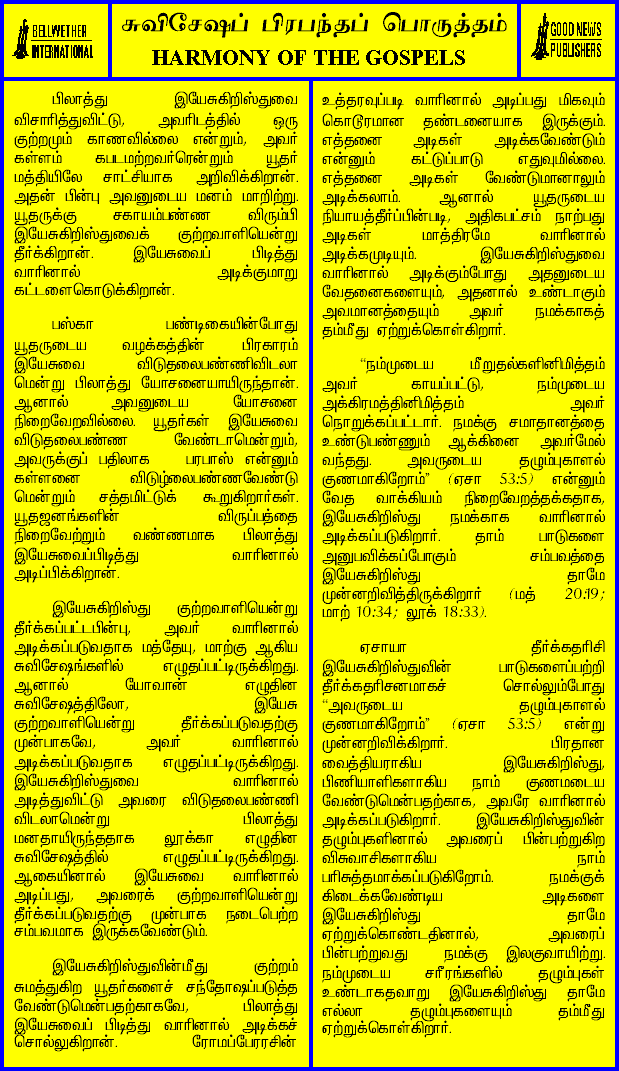 BELLWETHER
INTERNATIONAL
சுவிசேஷப் பிரபந்தப் பொருத்தம்
HARMONY OF THE GOSPELS
GOOD NEWS
PUBLISHERS
பிலாத்து இயேசுகிறிஸ்துவை
விசாரித்துவிட்டு, அவரிடத்தில் ஒரு
குற்றமும் காணவில்லை என்றும், அவர்
கள்ளம் கபடமற்றவரென்றும் யூதர்
மத்தியிலே சாட்சியாக அறிவிக்கிறான்.
அதன் பின்பு அவனுடைய மனம் மாறிற்று.
யூதருக்கு சகாயம்பண்ண விரும்பி
இயேசுகிறிஸ்துவைக் குற்றவாளியென்று
தீர்க்கிறான். இயேசுவைப் பிடித்து
வாரினால் அடிக்குமாறு
கட்டளைகொடுக்கிறான்.
பஸ்கா பண்டிகையின்போது
யூதருடைய வழக்கத்தின் பிரகாரம்
இயேசுவை விடுதலைபண்ணிவிடலா
மென்று பிலாத்து யோசனையாயிருந்தான்.
ஆனால் அவனுடைய யோசனை
நிறைவேறவில்லை. யூதர்கள் இயேசுவை
விடுதலைபண்ண வேண்டாமென்றும்,
அவருக்குப் பதிலாக பரபாஸ் என்னும்
கள்ளனை விடுழ்லைபண்ணவேண்டு
மென்றும் சத்தமிட்டுக் கூறுகிறார்கள்.
யூதஜனங்களின் விருப்பத்தை
நிறைவேற்றும் வண்ணமாக பிலாத்து
இயேசுவைப்பிடித்து வாரினால்
அடிப்பிக்கிறான்.
இயேசுகிறிஸ்து குற்றவாளியென்று
தீர்க்கப்பட்டபின்பு, அவர் வாரினால்
அடிக்கப்படுவதாக மத்தேயு, மாற்கு ஆகிய
சுவிசேஷங்களில் எழுதப்பட்டிருக்கிறது.
ஆனால் யோவான் எழுதின
சுவிசேஷத்திலோ, இயேசு
குற்றவாளியென்று தீர்க்கப்படுவதற்கு
முன்பாகவே, அவர் வாரினால்
அடிக்கப்படுவதாக எழுதப்பட்டிருக்கிறது.
இயேசுகிறிஸ்துவை வாரினால்
அடித்துவிட்டு அவரை விடுதலைபண்ணி
விடலாமென்று பிலாத்து
மனதாயிருந்ததாக லூக்கா எழுதின
சுவிசேஷத்தில் எழுதப்பட்டிருக்கிறது.
ஆகையினால் இயேசுவை வாரினால்
அடிப்பது, அவரைக் குற்றவாளியென்று
தீர்க்கப்படுவதற்கு முன்பாக நடைபெற்ற
சம்பவமாக இருக்கவேண்டும்.
இயேசுகிறிஸ்துவின்மீது குற்றம்
சுமத்துகிற யூதர்களைச் சந்தோஷப்படுத்த
வேண்டுமென்பதற்காகவே, பிலாத்து
இயேசுவைப் பிடித்து வாரினால் அடிக்கச்
சொல்லுகிறான். ரோமப்பேரரசின்
உத்தரவுப்படி வாரினால் அடிப்பது மிகவும்
கொடூரமான தண்டனையாக இருக்கும்.
எத்தனை அடிகள் அடிக்கவேண்டும்
என்னும் கட்டுப்பாடு எதுவுமில்லை.
எத்தனை அடிகள் வேண்டுமானாலும்
அடிக்கலாம். ஆனால் யூதருடைய
நியாயத்தீர்ப்பின்படி, அதிகபட்சம் நாற்பது
அடிகள் மாத்திரமே வாரினால்
அடிக்கமுடியும். இயேசுகிறிஸ்துவை
வாரினால் அடிக்கும்போது அதனுடைய
வேதனைகளையும், அதனால் உண்டாகும்
அவமானத்தையும் அவர் நமக்காகத்
தம்மீது ஏற்றுக்கொள்கிறார்.
“நம்முடைய மீறுதல்களினிமித்தம்
அவர் காயப்பட்டு, நம்முடைய
அக்கிரமத்தினிமித்தம் அவர்
நொறுக்கப்பட்டார். நமக்கு சமாதானத்தை
உண்டுபண்ணும் ஆக்கினை அவர்மேல்
வந்தது. அவருடைய தழும்புகாளல்
குணமாகிறோம்” (ஏசா 53:5) என்னும்
வேத வாக்கியம் நிறைவேறத்தக்கதாக,
இயேசுகிறிஸ்து நமக்காக வாரினால்
அடிக்கப்படுகிறார். தாம் பாடுகளை
அனுபவிக்கப்போகும் சம்பவத்தை
இயேசுகிறிஸ்து தாமே
முன்னறிவித்திருக்கிறார் (மத் 20:19;
மாற் 10:34; லூக் 18:33).
ஏசாயா தீர்க்கதரிசி
இயேசுகிறிஸ்துவின் பாடுகளைப்பற்றி
தீர்க்கதரிசனமாகச் சொல்லும்போது
“அவருடைய தழும்புகாளல்
குணமாகிறோம்” (ஏசா 53:5) என்று
முன்னறிவிக்கிறார். பிரதான
வைத்தியராகிய இயேசுகிறிஸ்து,
பிணியாளிகளாகிய நாம் குணமடைய
வேண்டுமென்பதற்காக, அவரே வாரினால்
அடிக்கப்படுகிறார். இயேசுகிறிஸ்துவின்
தழும்புகளினால் அவரைப் பின்பற்றுகிற
விசுவாசிகளாகிய நாம்
பரிசுத்தமாக்கப்படுகிறோம். நமக்குக்
கிடைக்கவேண்டிய அடிகளை
இயேசுகிறிஸ்து தாமே
ஏற்றுக்கொண்டதினால், அவரைப்
பின்பற்றுவது நமக்கு இலகுவாயிற்று.
நம்முடைய சரீரங்களில் தழும்புகள்
உண்டாகதவாறு இயேசுகிறிஸ்து தாமே
எல்லா தழும்புகளையும் தம்மீது
ஏற்றுக்கொள்கிறார்.